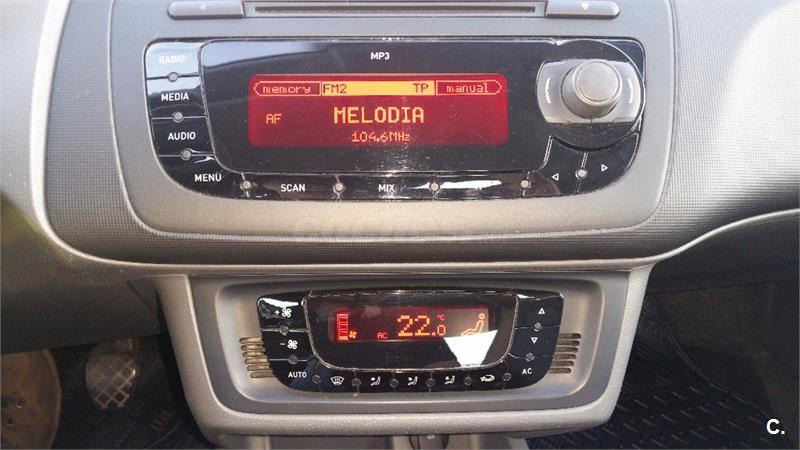 MP3
RADIO
memory FM2 TP manual
MEDIA
AF MELODIA
104.6MHz
AUDIO
MENU SCAN MIX
AC 22.0 °C
AUTO AC
C.